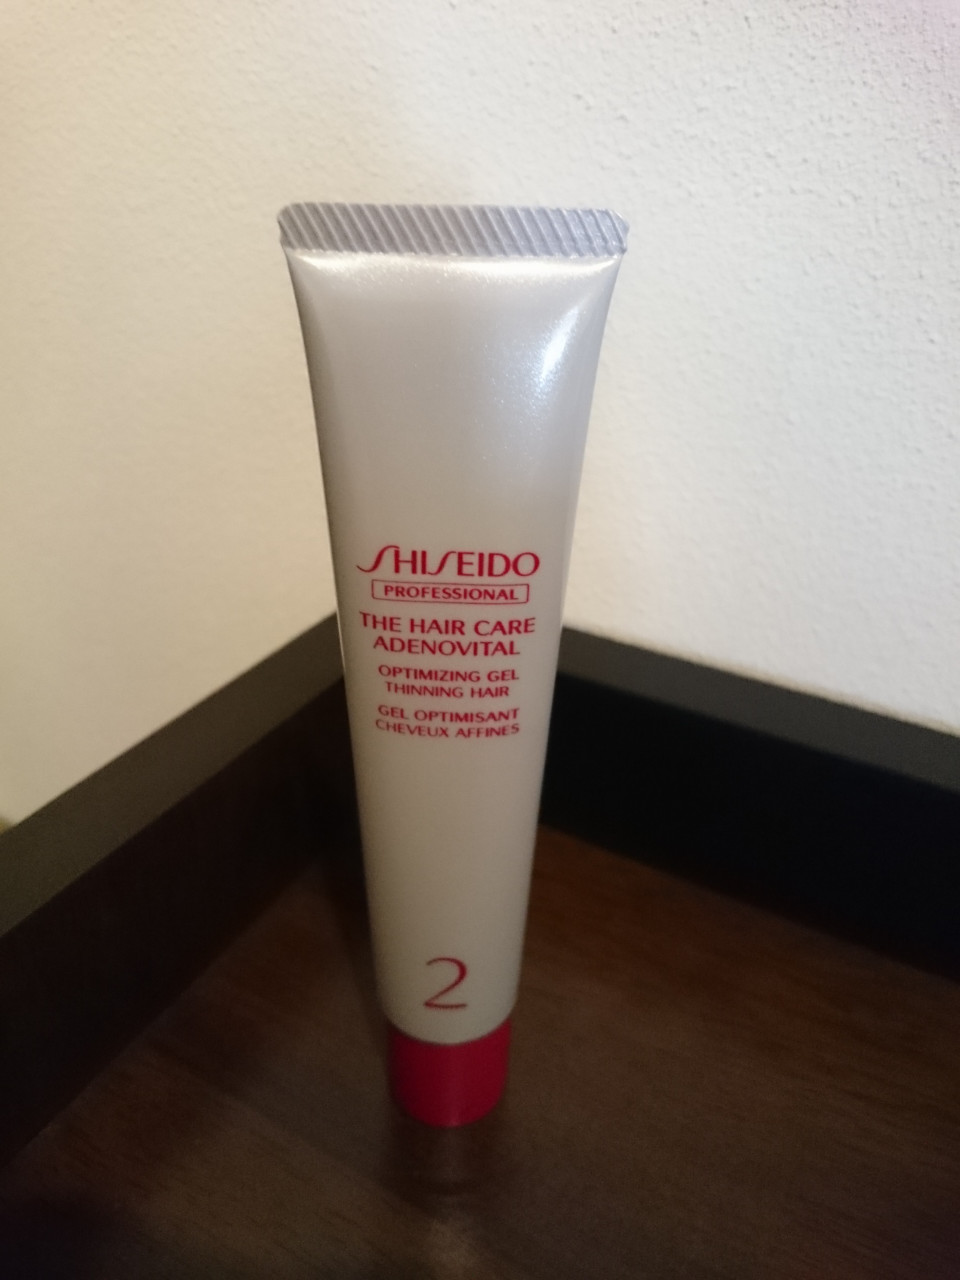 SHISEIDO
PROFESSIONAL
THE HAIR CARE
ADENOVITAL
OPTIMIZING GEL
THINNING HAIR
GEL OPTIMISANT
CHEVEUX AFFINES
2